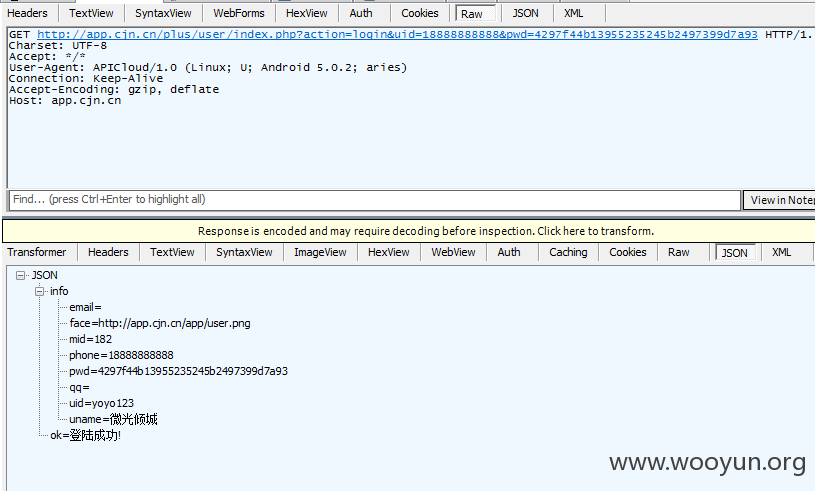 Headers TextView SyntaxView WebForms HexView Auth Cookies Raw JSON XML
GET http://app.cjn.cn/plus/user/index.php?action=login&uid=18888888888&pwd=4297f44b13955235245b2497399d7a93 HTTP/1.
Charset: UTF-8
Accept: */*
User-Agent: APICloud/1.0 (Linux; U; Android 5.0.2; aries)
Connection: Keep-Alive
Accept-Encoding: gzip, deflate
Host: app.cjn.cn
Find... (press Ctrl+Enter to highlight all) View in Notep
Response is encoded and may require decoding before inspection. Click here to transform.
Transformer Headers TextView SyntaxView ImageView HexView WebView Auth Caching Cookies Raw JSON XML
JSON
info
email=
face=http://app.cjn.cn/app/user.png
mid=182
phone=18888888888
pwd=4297f44b13955235245b2497399d7a93
qq=
uid=yoyo123
uname=微光倾城
ok=登陆成功!
www.wooyun.org